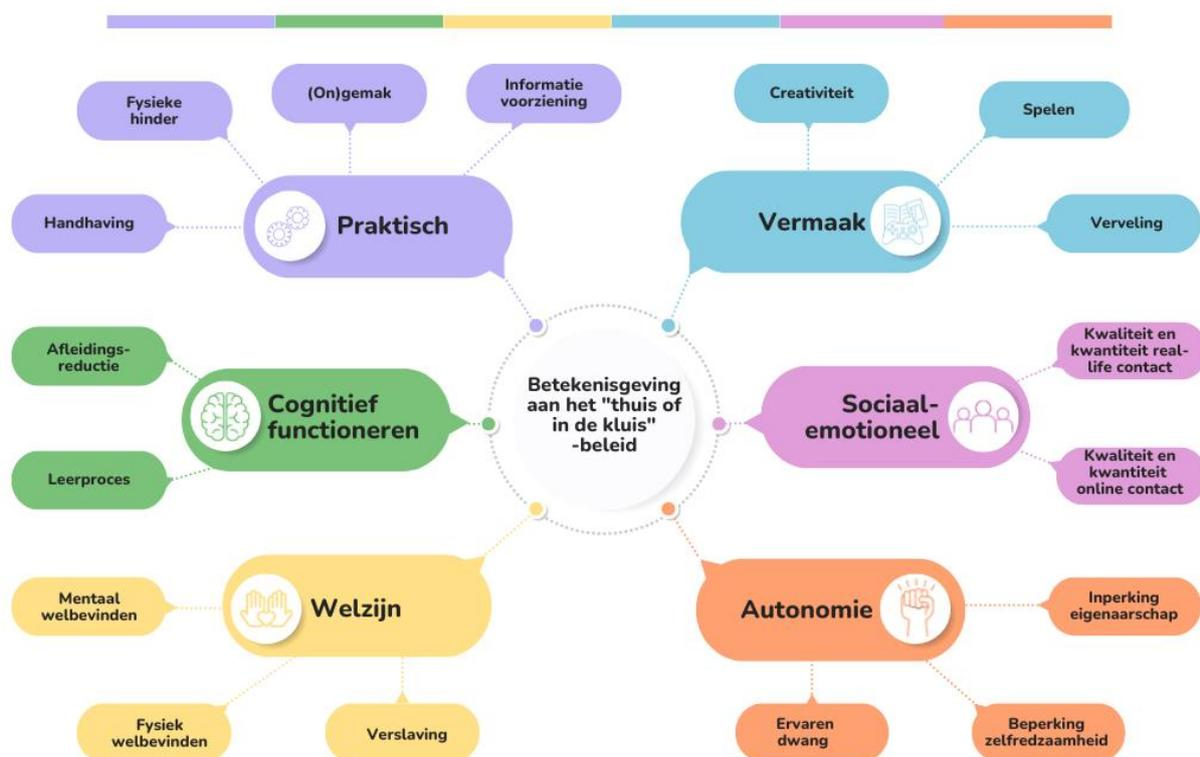 Fysieke
hinder
(On)gemak
Informatie
voorziening
Handhaving
Praktisch
Creativiteit
Spelen
Vermaak
Verveling
Afleidings-
reductie
Cognitief
functioneren
Leerproces
Betekenisgeving
aan het "thuis of
in de kluis"
-beleid
Kwaliteit en
kwantiteit real-
life contact
Sociaal-
emotioneel
Kwaliteit en
kwantiteit
online contact
Mentaal
welbevinden
Welzijn
Fysiek
welbevinden
Verslaving
Autonomie
Inperking
eigenaarschap
Ervaren
dwang
Beperking
zelfredzaamheid